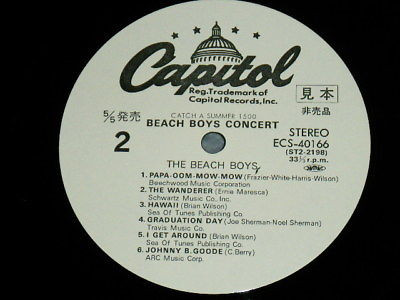 Capitol
Reg. Trademark of
Capitol Records, Inc.
見本
非売品
5/5発売
CATCH A SUMMER 1500
BEACH BOYS CONCERT
2
STEREO
ECS-40166
(ST2-2198)
33⅓r.p.m.
THE BEACH BOYS
1. PAPA-OOM-MOW-MOW (Frazier-White-Harris-Wilson)
Beechwood Music Corporation
2. THE WANDERER (Ernie Maresca)
Schwartz Music Co., Inc.
3. HAWAII (Brian Wilson)
Sea Of Tunes Publishing Co.
4. GRADUATION DAY (Joe Sherman-Noel Sherman)
Travis Music Co.
5. I GET AROUND (Brian Wilson)
Sea Of Tunes Publishing Co.
6. JOHNNY B. GOODE (C. Berry)
ARC Music Corp.